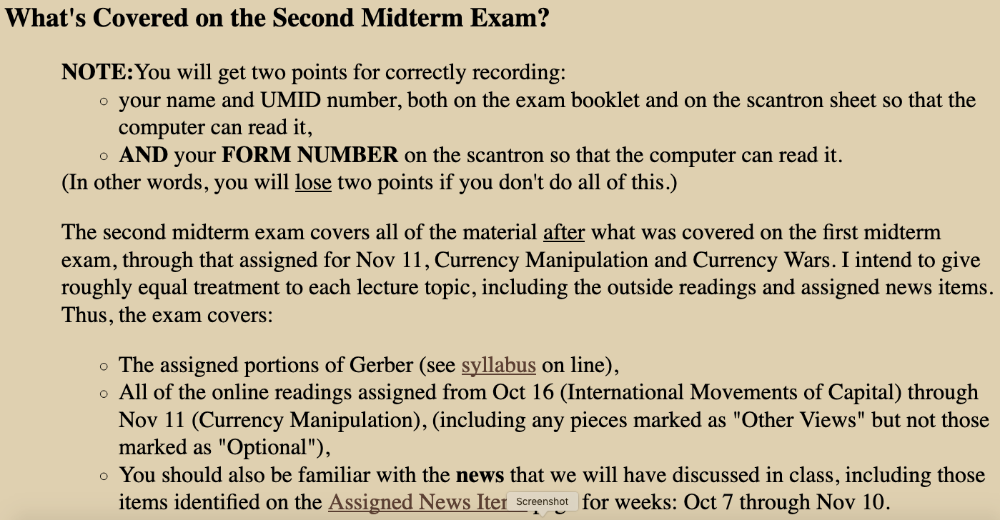 What's Covered on the Second Midterm Exam?
NOTE:You will get two points for correctly recording:
your name and UMID number, both on the exam booklet and on the scantron sheet so that the
computer can read it,
AND your FORM NUMBER on the scantron so that the computer can read it.
(In other words, you will lose two points if you don't do all of this.)
The second midterm exam covers all of the material after what was covered on the first midterm
exam, through that assigned for Nov 11, Currency Manipulation and Currency Wars. I intend to give
roughly equal treatment to each lecture topic, including the outside readings and assigned news items.
Thus, the exam covers:
The assigned portions of Gerber (see syllabus on line),
All of the online readings assigned from Oct 16 (International Movements of Capital) through
Nov 11 (Currency Manipulation), (including any pieces marked as "Other Views" but not those
marked as "Optional"),
You should also be familiar with the news that we will have discussed in class, including those
items identified on the Assigned News Screenshot for weeks: Oct 7 through Nov 10.